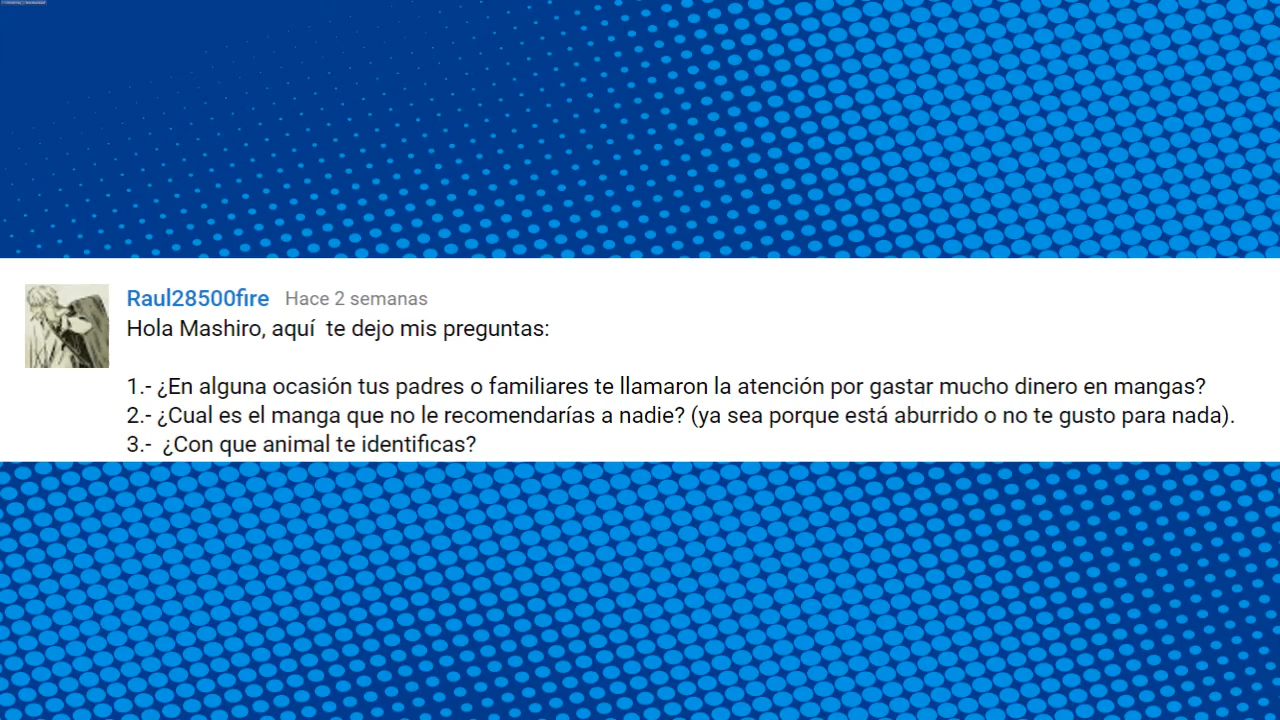 Raul28500fire Hace 2 semanas
Hola Mashiro, aquí  te dejo mis preguntas:
1.- ¿En alguna ocasión tus padres o familiares te llamaron la atención por gastar mucho dinero en mangas?
2.- ¿Cual es el manga que no le recomendarías a nadie? (ya sea porque está aburrido o no te gusto para nada).
3.-  ¿Con que animal te identificas?